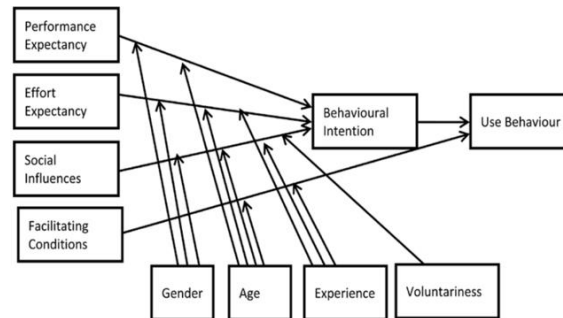 Performance
Expectancy
Effort
Expectancy
Behavioural
Intention
Use Behaviour
Social
Influences
Facilitating
Conditions
Gender
Age
Experience
Voluntariness